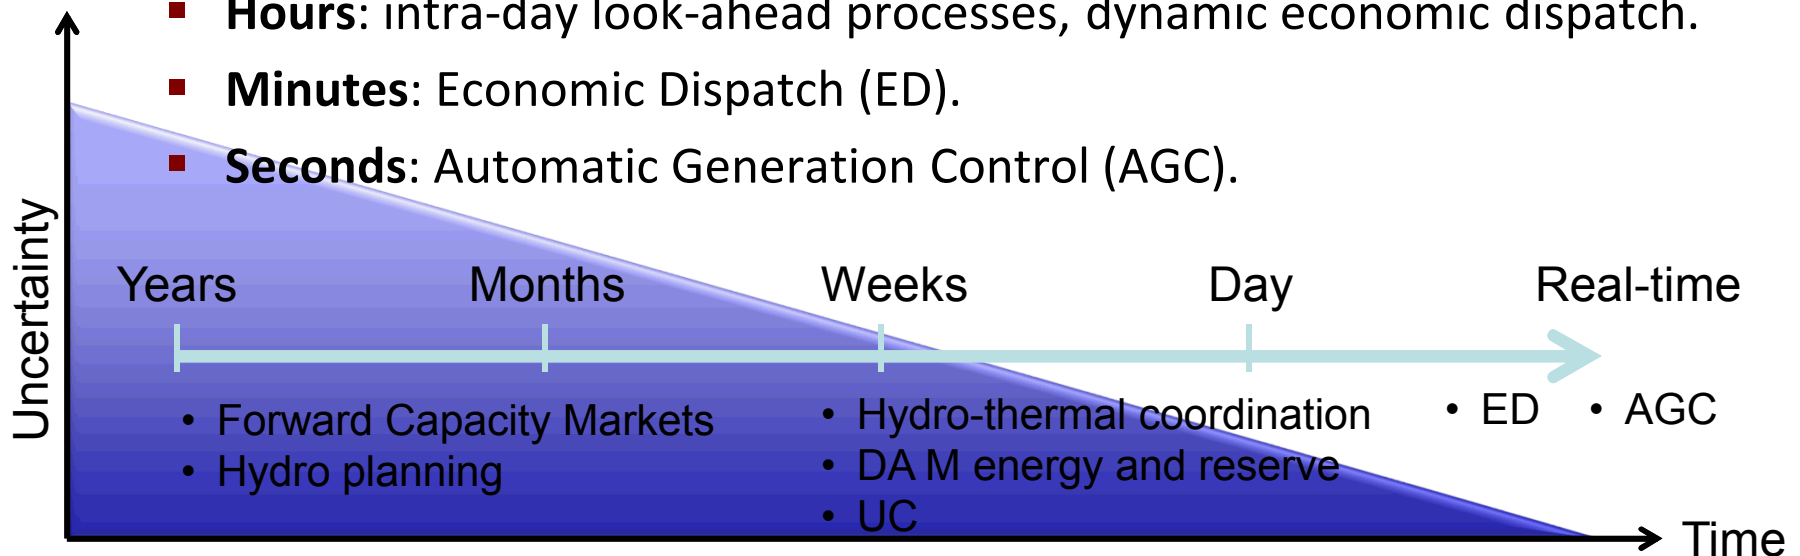 ▪ Hours: intra-day look-ahead processes, dynamic economic dispatch.
▪ Minutes: Economic Dispatch (ED).
▪ Seconds: Automatic Generation Control (AGC).
Uncertainty
Years Months Weeks Day Real-time
• Forward Capacity Markets
• Hydro planning
• Hydro-thermal coordination
• DA M energy and reserve
• UC
• ED • AGC
Time